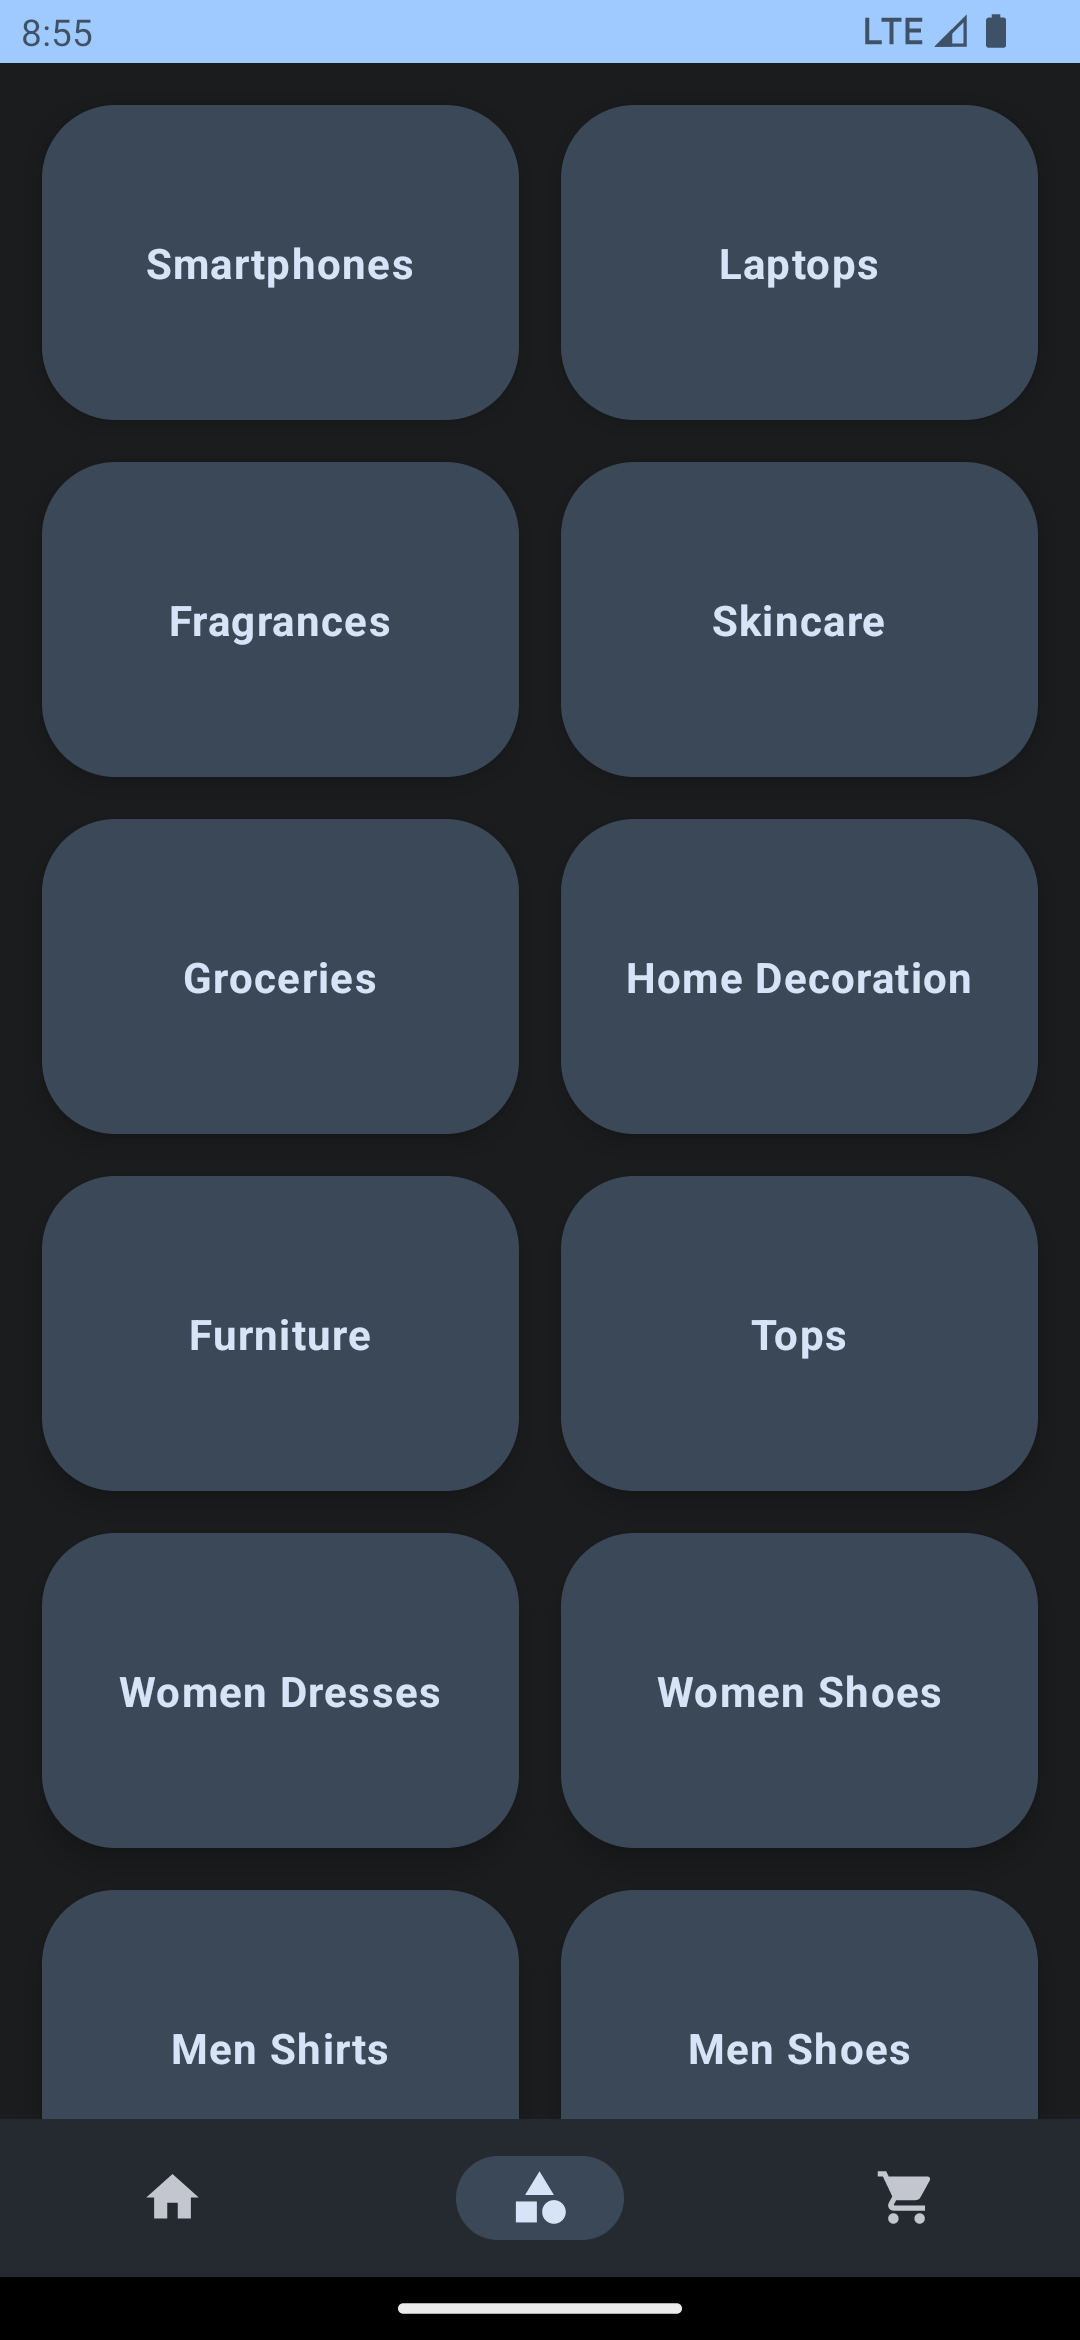 8:55 LTE
Smartphones Laptops
Fragrances Skincare
Groceries Home Decoration
Furniture Tops
Women Dresses Women Shoes
Men Shirts Men Shoes